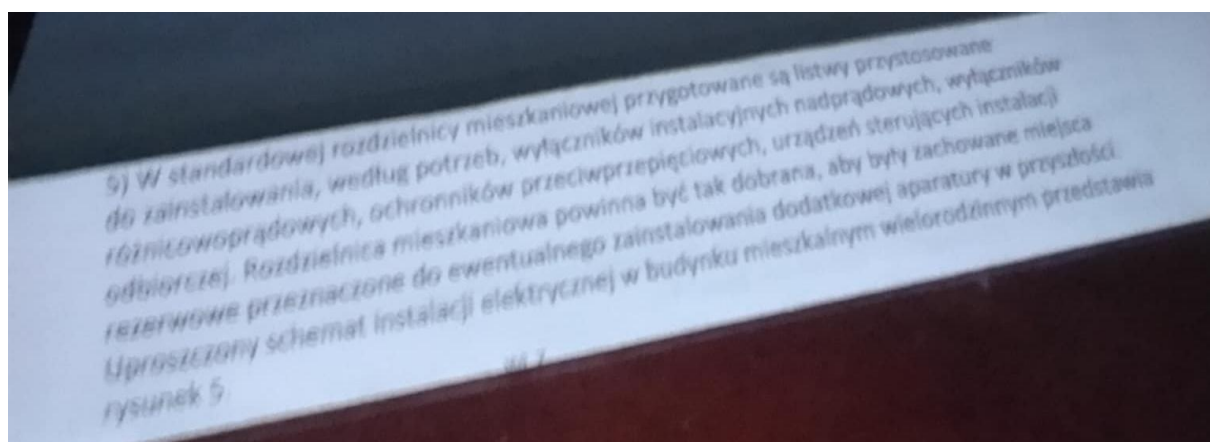 5) W standardowej rozdzielnicy mieszkaniowej przygotowane są listwy przystosowane
do zainstalowania, według potrzeb, wyłączników instalacyjnych nadprądowych, wyłączników
różnicowoprądowych, ochronników przeciwprzepięciowych, urządzeń sterujących instalacji
odbiorczej. Rozdzielnica mieszkaniowa powinna być tak dobrana, aby były zachowane miejsca
rezerwowe przeznaczone do ewentualnego zainstalowania dodatkowej aparatury w przyszłości.
Uproszczony schemat instalacji elektrycznej w budynku mieszkalnym wielorodzinnym przedstawia
rysunek 5.